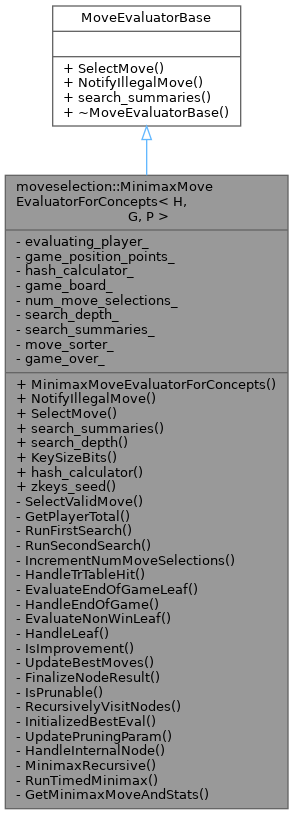 MoveEvaluatorBase
+ SelectMove()
+ NotifyIllegalMove()
+ search_summaries()
+ ~MoveEvaluatorBase()
moveselection::MinimaxMove
EvaluatorForConcepts< H,
G, P >
- evaluating_player_
- game_position_points_
- hash_calculator_
- game_board_
- num_move_selections_
- search_depth_
- search_summaries_
- move_sorter_
- game_over_
+ MinimaxMoveEvaluatorForConcepts()
+ NotifyIllegalMove()
+ SelectMove()
+ search_summaries()
+ search_depth()
+ KeySizeBits()
+ hash_calculator()
+ zkeys_seed()
- SelectValidMove()
- GetPlayerTotal()
- RunFirstSearch()
- RunSecondSearch()
- IncrementNumMoveSelections()
- HandleTrTableHit()
- EvaluateEndOfGameLeaf()
- HandleEndOfGame()
- EvaluateNonWinLeaf()
- HandleLeaf()
- IsImprovement()
- UpdateBestMoves()
- FinalizeNodeResult()
- IsPrunable()
- RecursivelyVisitNodes()
- InitializedBestEval()
- UpdatePruningParam()
- HandleInternalNode()
- MinimaxRecursive()
- RunTimedMinimax()
- GetMinimaxMoveAndStats()